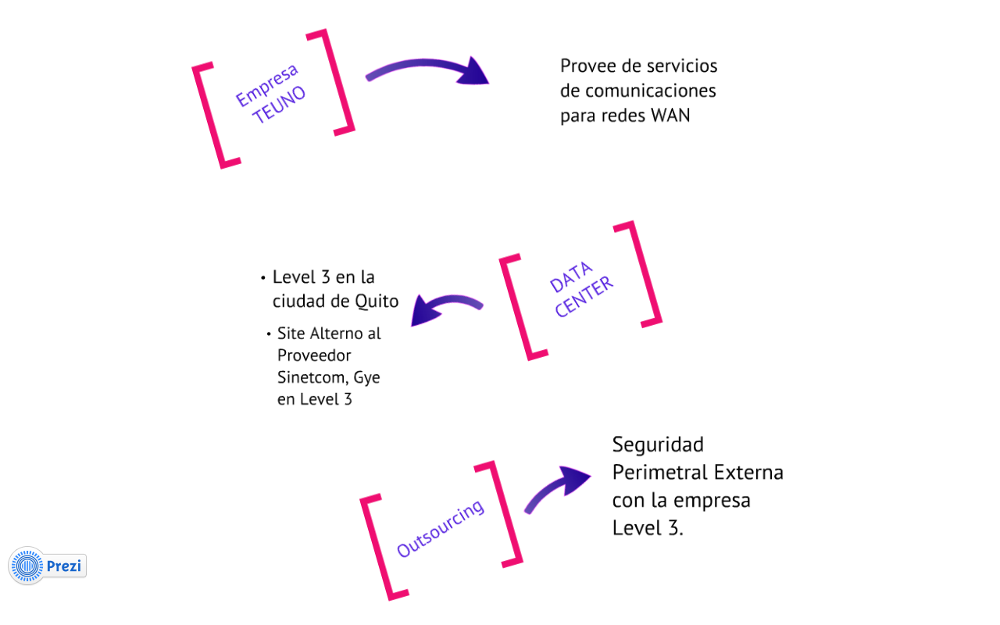 Empresa
TEUNO
Provee de servicios
de comunicaciones
para redes WAN
DATA
CENTER
• Level 3 en la
ciudad de Quito
• Site Alterno al
Proveedor
Sinetcom, Gye
en Level 3
Outsourcing
Seguridad
Perimetral Externa
con la empresa
Level 3.
Prezi